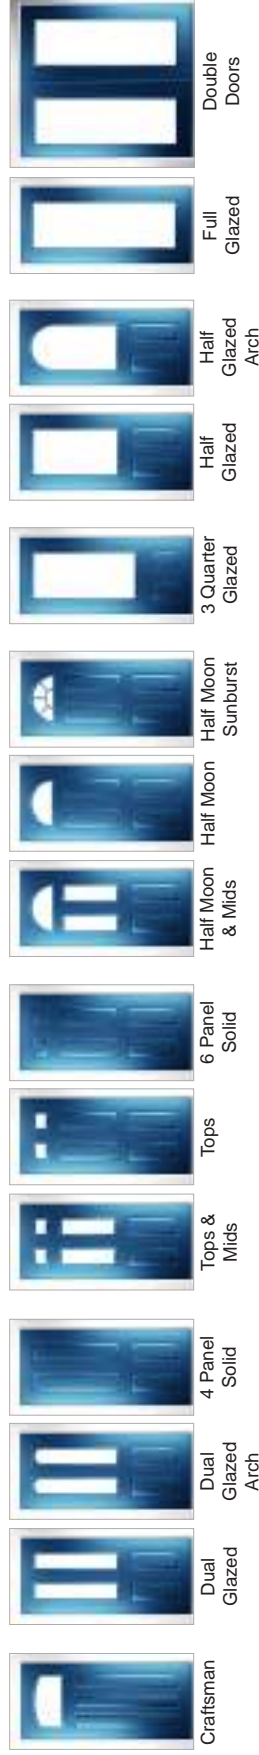 Craftsman
Dual
Glazed
Dual
Glazed
Arch
4 Panel
Solid
Tops &
Mids
Tops
6 Panel
Solid
Half Moon
& Mids
Half Moon
Half Moon
Sunburst
3 Quarter
Glazed
Half
Glazed
Half
Glazed
Arch
Full
Glazed
Double
Doors